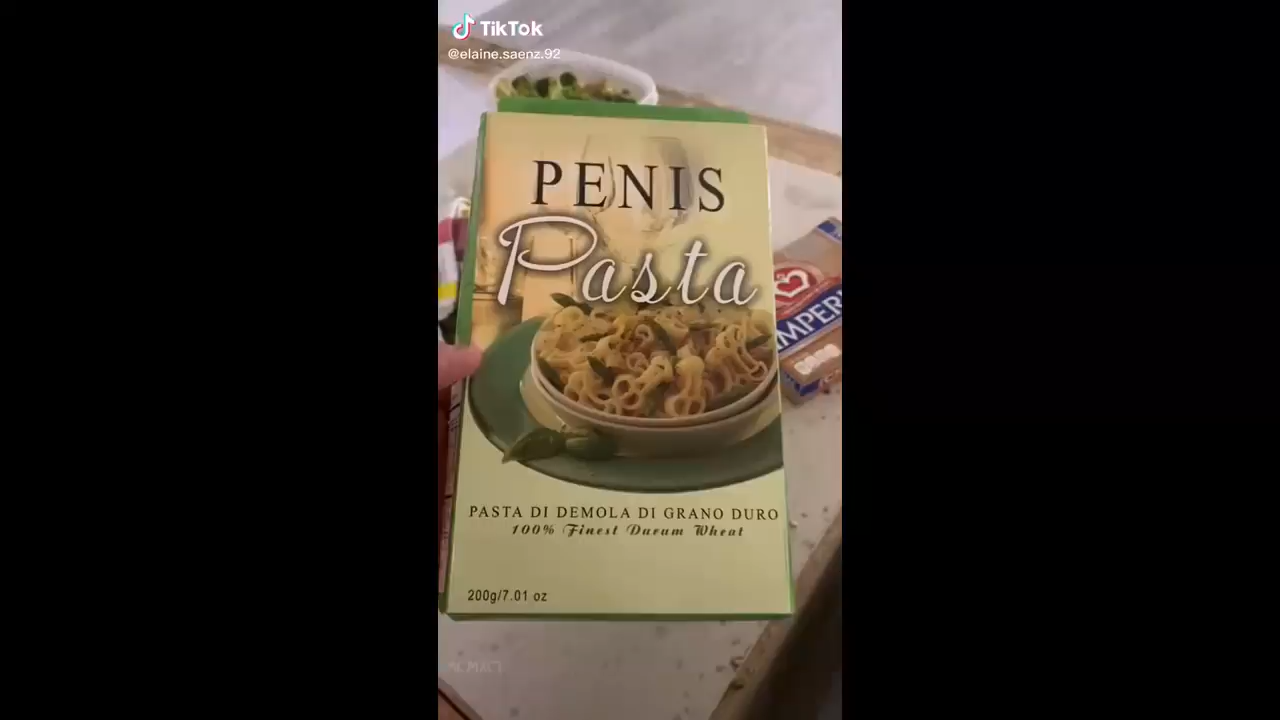 TikTok
@elaine.saenz.92
PENIS
Pasta
IMPERI
PASTA DI DEMOLA DI GRANO DURO
100% Finest Durum Wheat
200g/7.01 oz